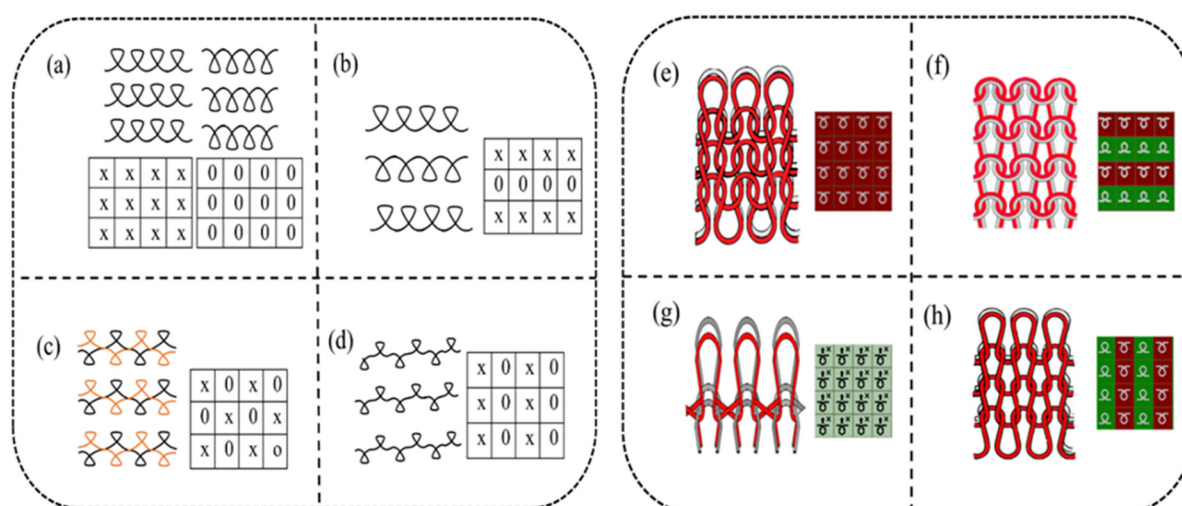 (a)
x x x x 0 0 0 0
x x x x 0 0 0 0
x x x x 0 0 0 0
(b)
x x x x
0 0 0 0
x x x x
(c)
x 0 x 0
0 x 0 x
x 0 x o
(d)
x 0 x 0
x 0 x 0
x 0 x 0
(e)
(f)
(g)
(h)